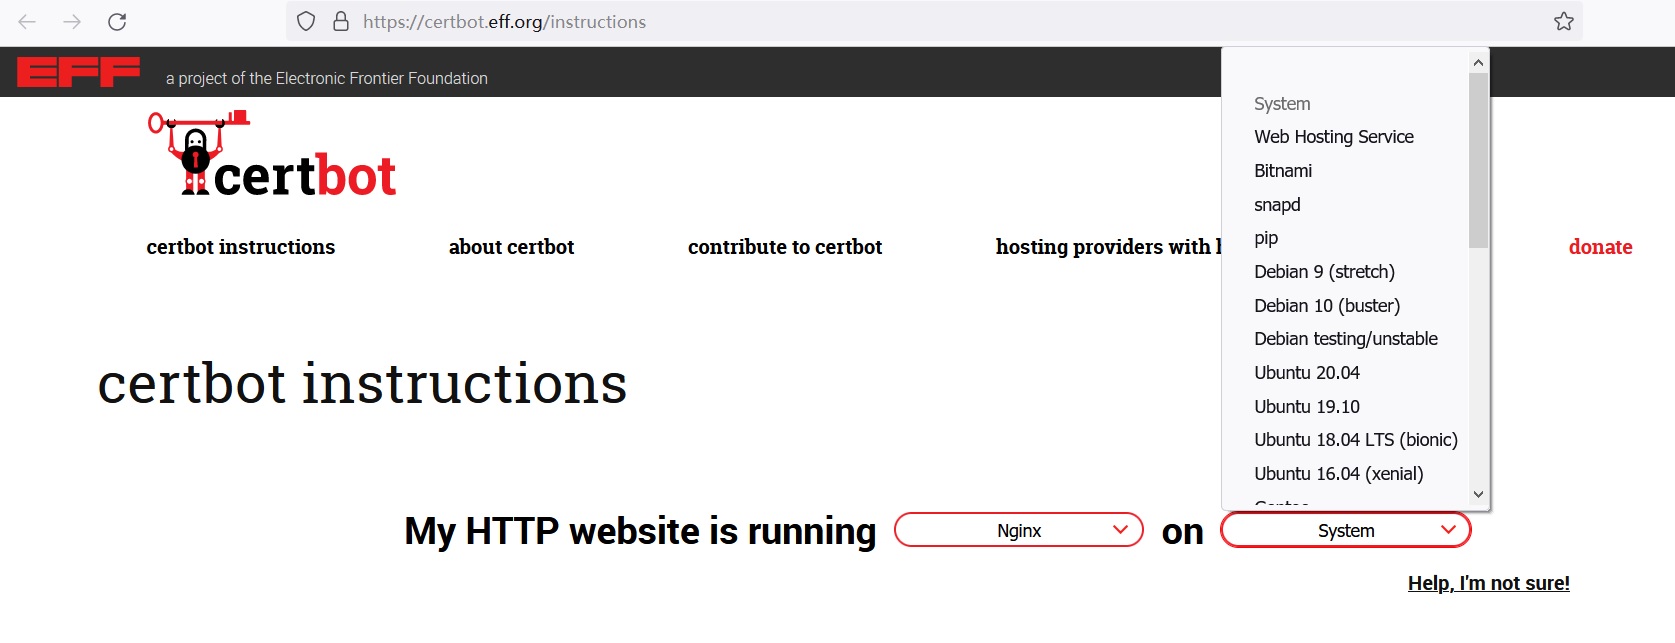 https://certbot.eff.org/instructions
EFF
a project of the Electronic Frontier Foundation
certbot
certbot instructions
about certbot
contribute to certbot
hosting providers with
donate
certbot instructions
System
Web Hosting Service
Bitnami
snapd
pip
Debian 9 (stretch)
Debian 10 (buster)
Debian testing/unstable
Ubuntu 20.04
Ubuntu 19.10
Ubuntu 18.04 LTS (bionic)
Ubuntu 16.04 (xenial)
My HTTP website is running Nginx on System
Help, I'm not sure!